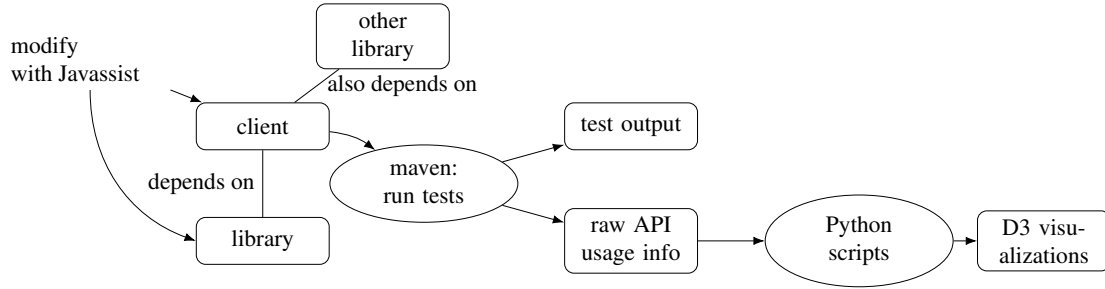 other
library
modify
with Javassist
also depends on
client
test output
maven:
run tests
depends on
library
raw API
usage info
Python
scripts
D3 visu-
alizations